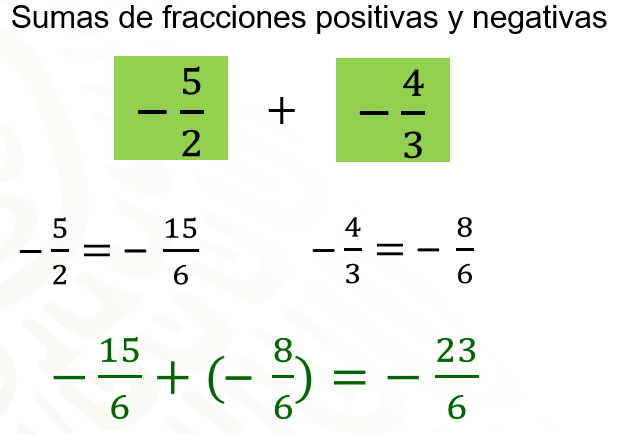 Sumas de fracciones positivas y negativas
−5/2 + −4/3
−5/2 = −15/6 −4/3 = −8/6
−15/6 + (−8/6) = −23/6